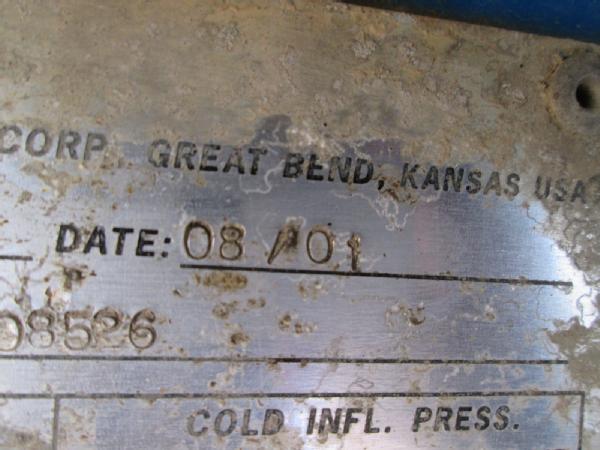 CORP., GREAT BEND, KANSAS USA
DATE: 08/01
08526
COLD INFL. PRESS.